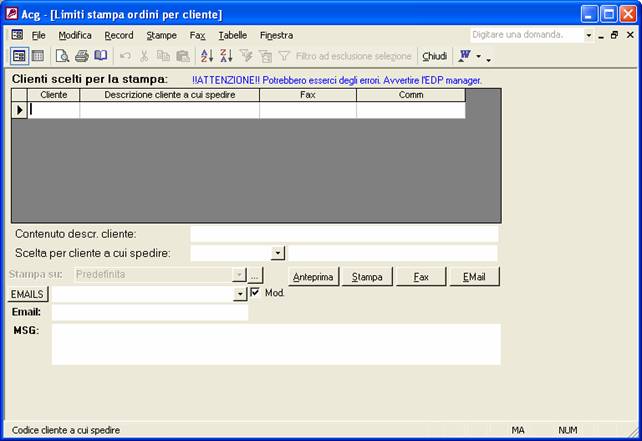 Acg - [Limiti stampa ordini per cliente]
File Modifica Record Stampe Fax Tabelle Finestra Digitare una domanda.
Filtro ad esclusione selezione Chiudi W
Clienti scelti per la stampa: !!ATTENZIONE!! Potrebbero esserci degli errori. Avvertire l'EDP manager.
Cliente Descrizione cliente a cui spedire Fax Comm
Contenuto descr. cliente:
Scelta per cliente a cui spedire:
Stampa su: Predefinita ... Anteprima Stampa Fax EMail
EMAILS Mod.
Email:
MSG:
Codice cliente a cui spedire MA NUM